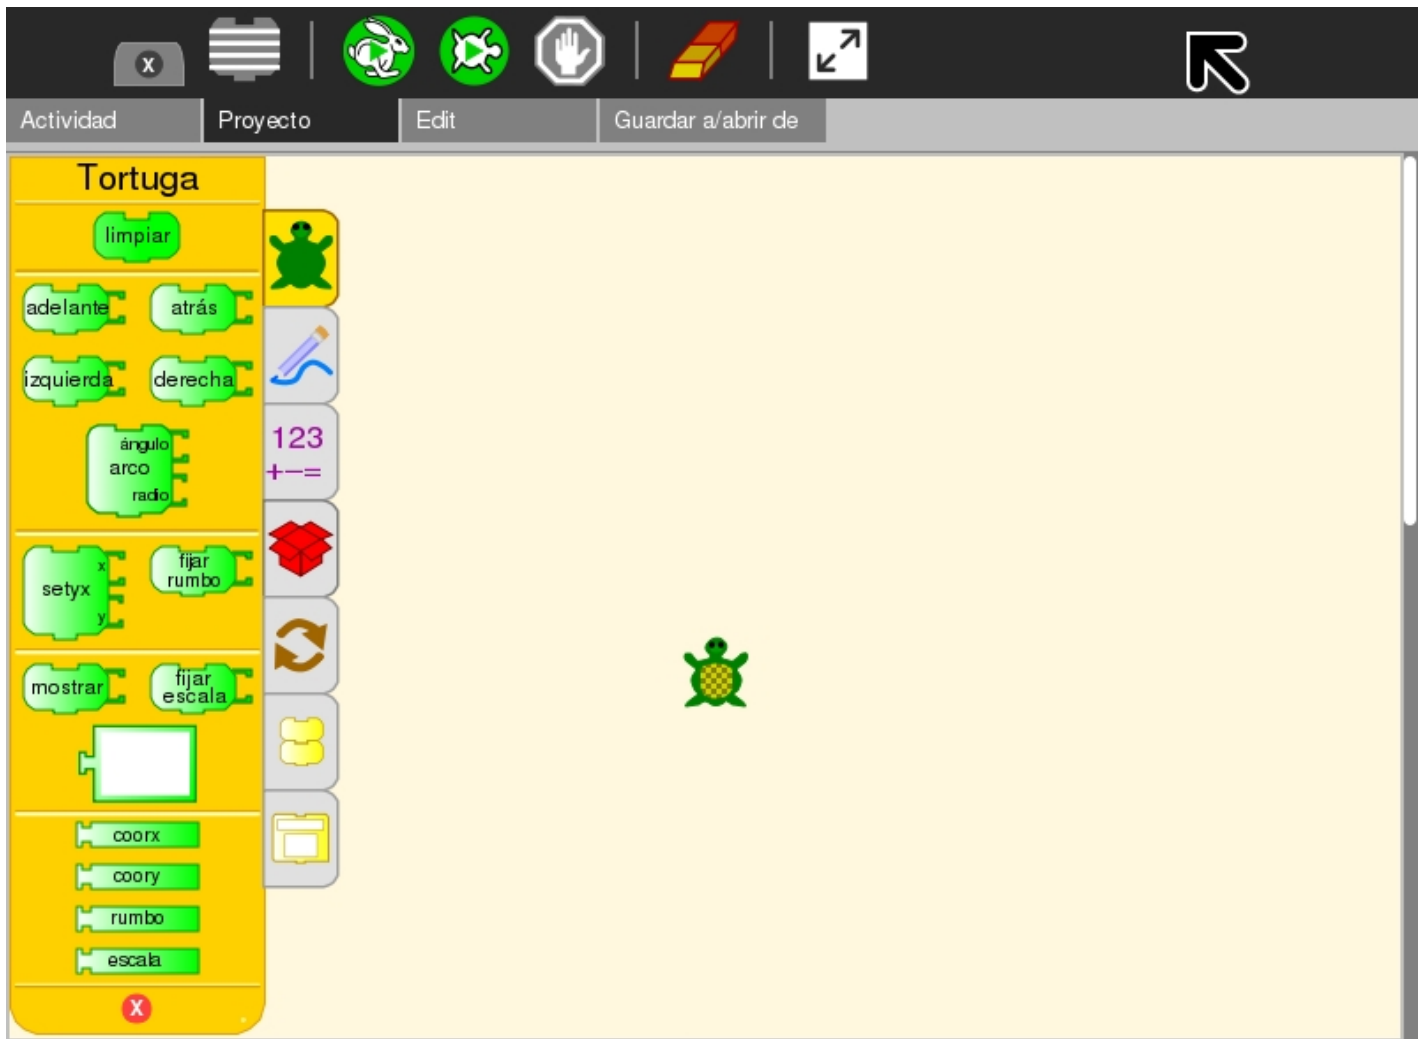 X
Actividad
Proyecto
Edit
Guardar a/abrir de
Tortuga
limpiar
adelante
atrás
izquierda
derecha
ángulo
arco
radio
x
setyx
y
fijar
rumbo
mostrar
fijar
escala
coorx
coory
rumbo
escala
X
123
+−=